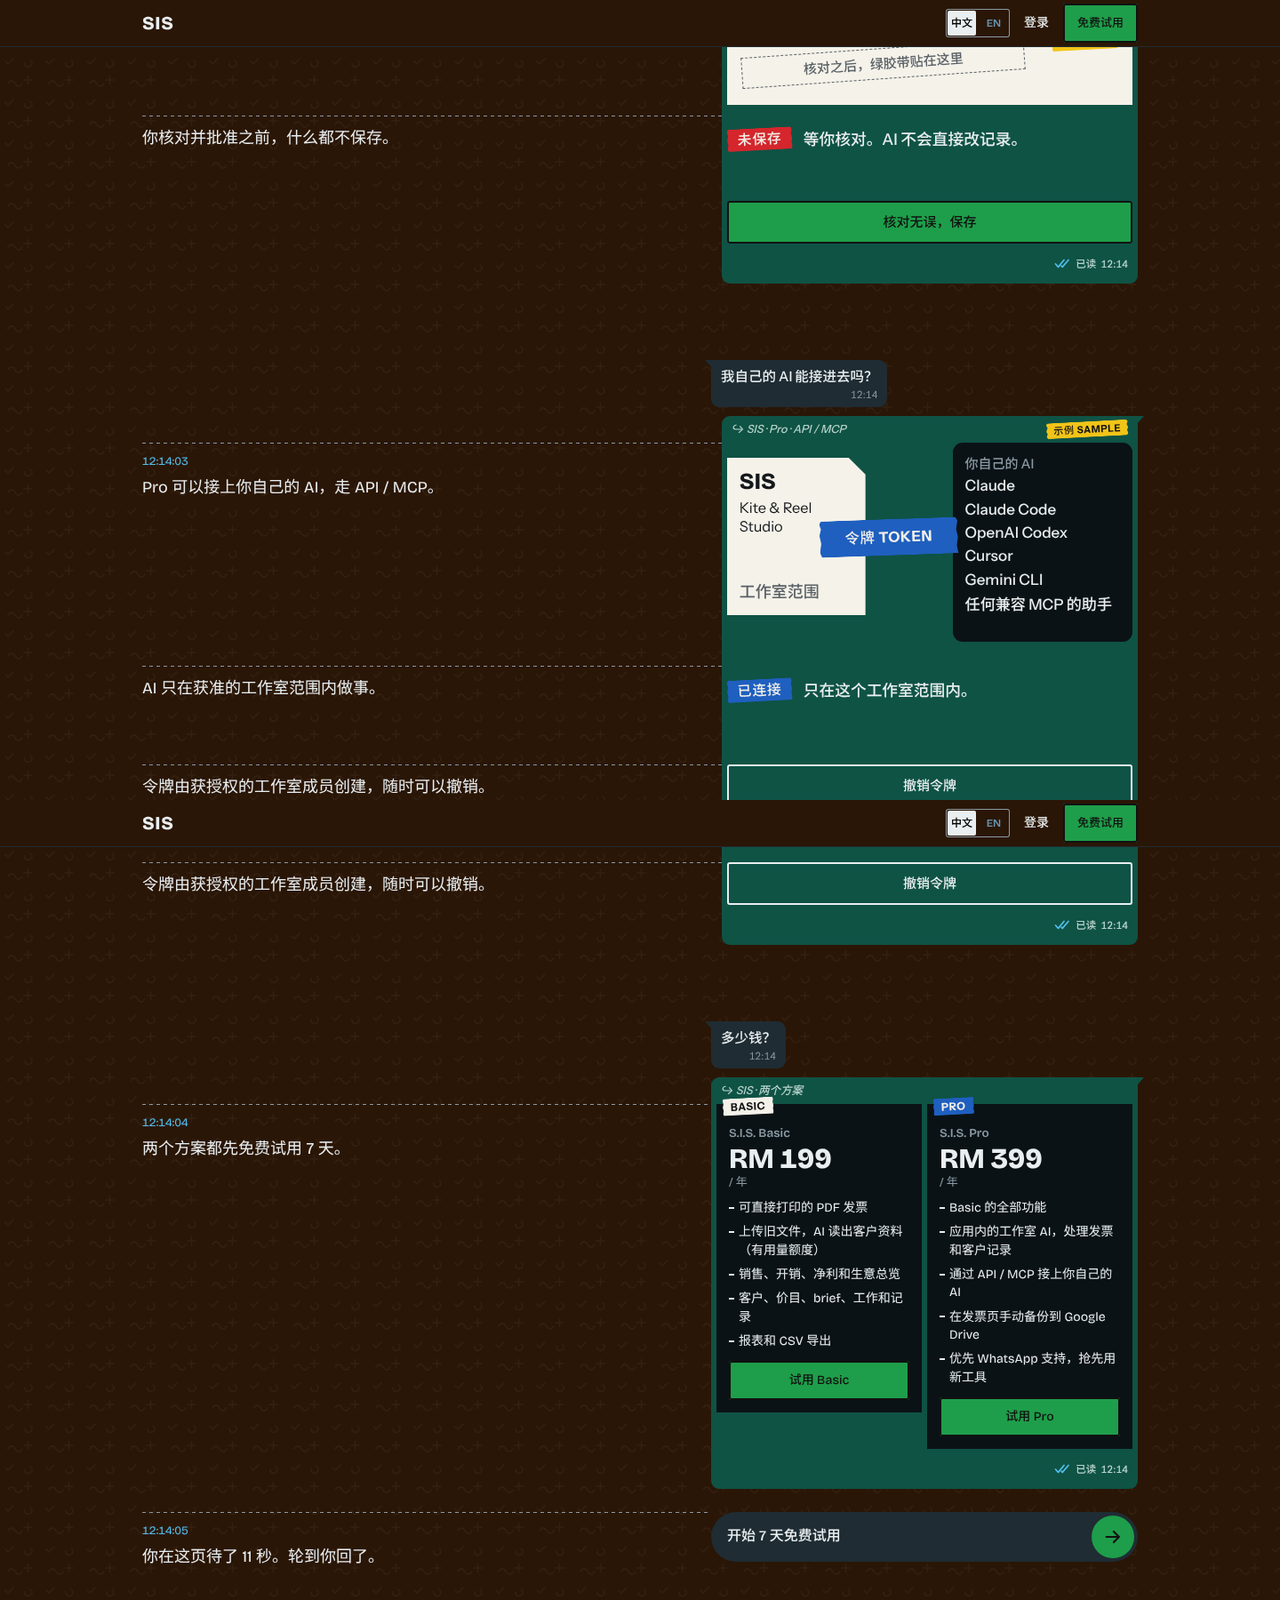 SIS
中文
EN
登录
免费试用
核对之后，绿胶带贴在这里
你核对并批准之前，什么都不保存。
未保存
等你核对。AI 不会直接改记录。
核对无误，保存
已读 12:14
我自己的 AI 能接进去吗？
12:14
↪ SIS · Pro · API / MCP
示例 SAMPLE
12:14:03
Pro 可以接上你自己的 AI，走 API / MCP。
SIS
Kite & Reel
Studio
工作室范围
令牌 TOKEN
你自己的 AI
Claude
Claude Code
OpenAI Codex
Cursor
Gemini CLI
任何兼容 MCP 的助手
AI 只在获准的工作室范围内做事。
已连接
只在这个工作室范围内。
令牌由获授权的工作室成员创建，随时可以撤销。
撤销令牌
SIS
中文
EN
登录
免费试用
令牌由获授权的工作室成员创建，随时可以撤销。
撤销令牌
已读 12:14
多少钱？
12:14
↪ SIS · 两个方案
12:14:04
两个方案都先免费试用 7 天。
BASIC
S.I.S. Basic
RM 199
/ 年
– 可直接打印的 PDF 发票
– 上传旧文件，AI 读出客户资料
（有用量额度）
– 销售、开销、净利和生意总览
– 客户、价目、brief、工作和记
录
– 报表和 CSV 导出
试用 Basic
PRO
S.I.S. Pro
RM 399
/ 年
– Basic 的全部功能
– 应用内的工作室 AI，处理发票
和客户记录
– 通过 API / MCP 接上你自己的
AI
– 在发票页手动备份到 Google
Drive
– 优先 WhatsApp 支持，抢先用
新工具
试用 Pro
已读 12:14
12:14:05
你在这页待了 11 秒。轮到你回了。
开始 7 天免费试用